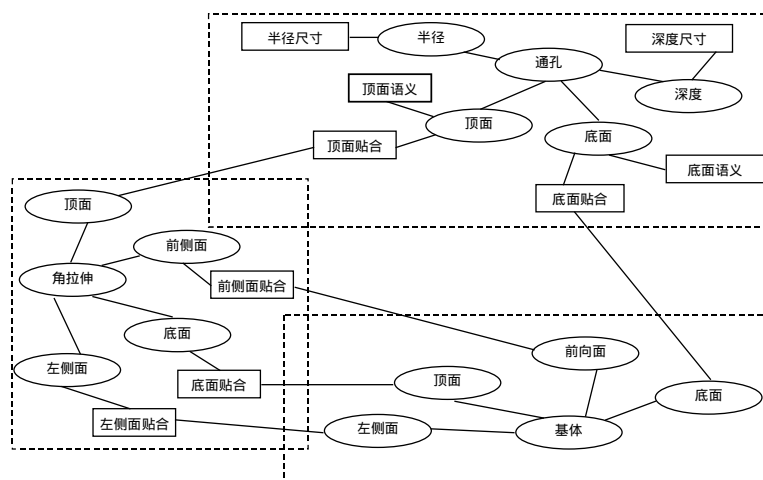 半径尺寸
半径
深度尺寸
通孔
顶面语义
深度
顶面
底面
顶面贴合
底面语义
底面贴合
顶面
前侧面
角拉伸
前侧面贴合
底面
前向面
左侧面
底面贴合
顶面
底面
左侧面贴合
左侧面
基体